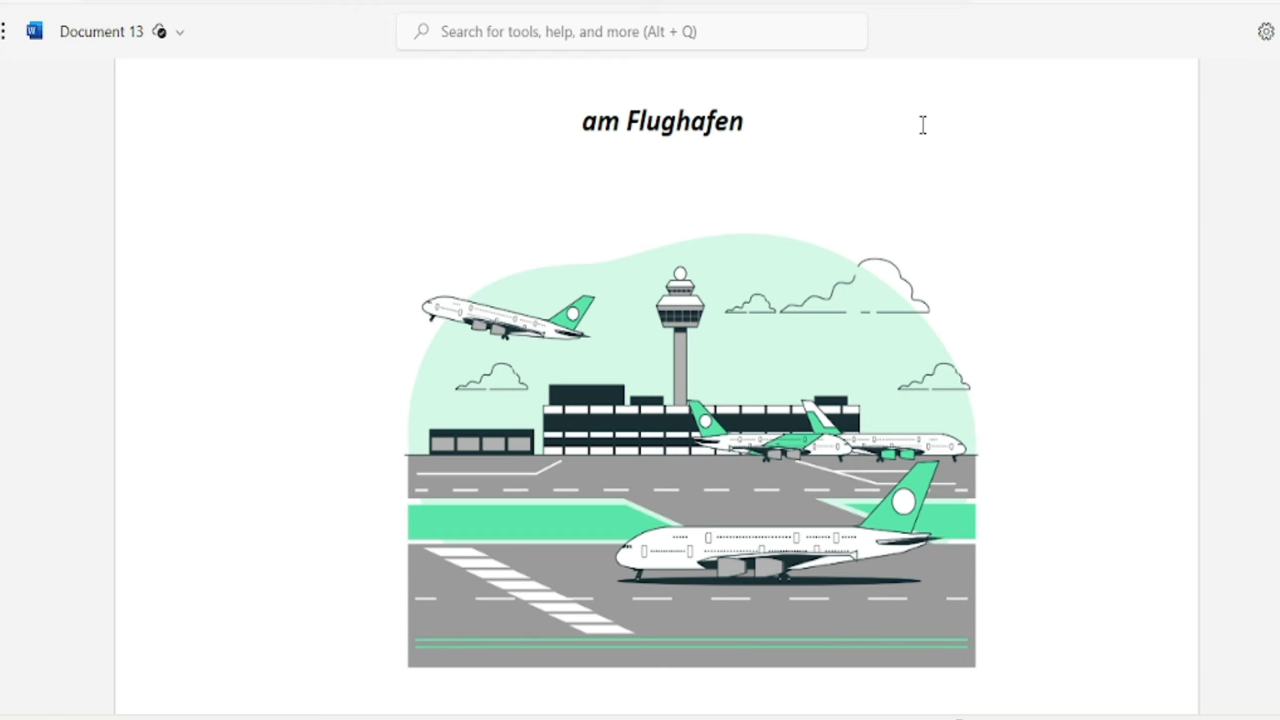 Document 13
Search for tools, help, and more (Alt + Q)
am Flughafen